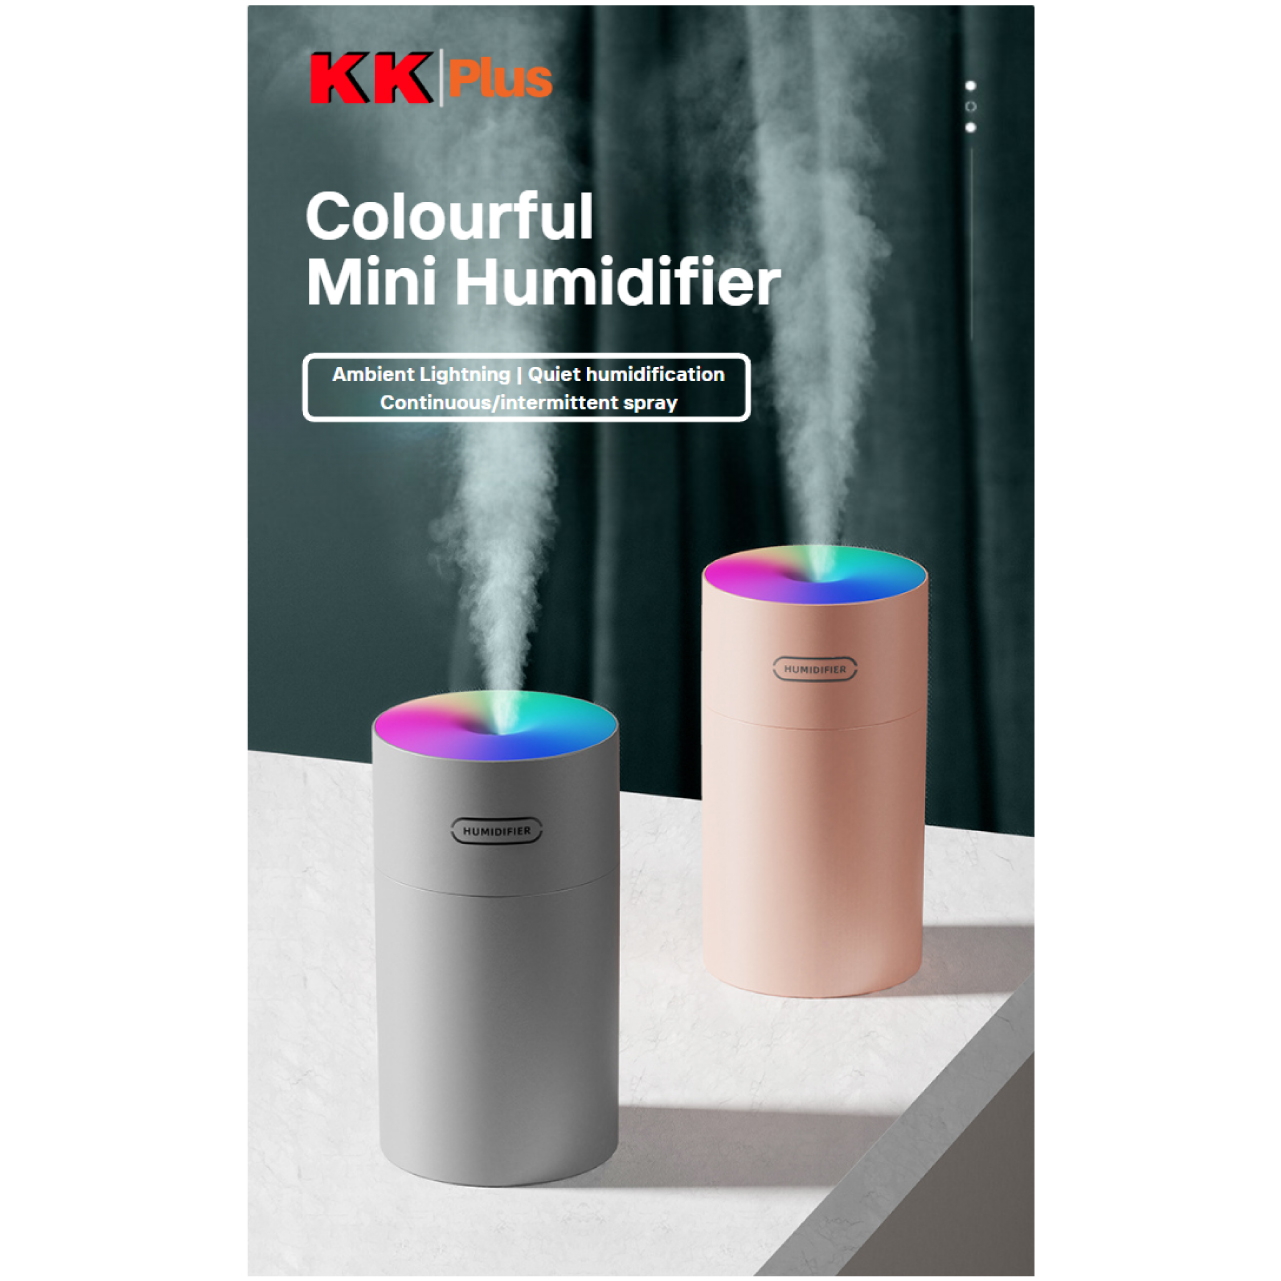 KK Plus
Colourful
Mini Humidifier
Ambient Lightning | Quiet humidification
Continuous/intermittent spray
HUMIDIFIER
HUMIDIFIER